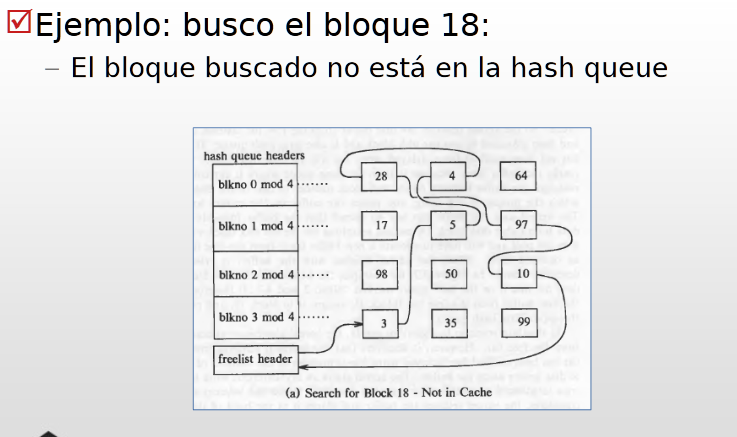 Ejemplo: busco el bloque 18:
– El bloque buscado no está en la hash queue
hash queue headers
blkno 0 mod 4 ....... 28 4 64
blkno 1 mod 4 ....... 17 5 97
blkno 2 mod 4 ....... 98 50 10
blkno 3 mod 4 ....... 3 35 99
freelist header
(a) Search for Block 18 - Not in Cache